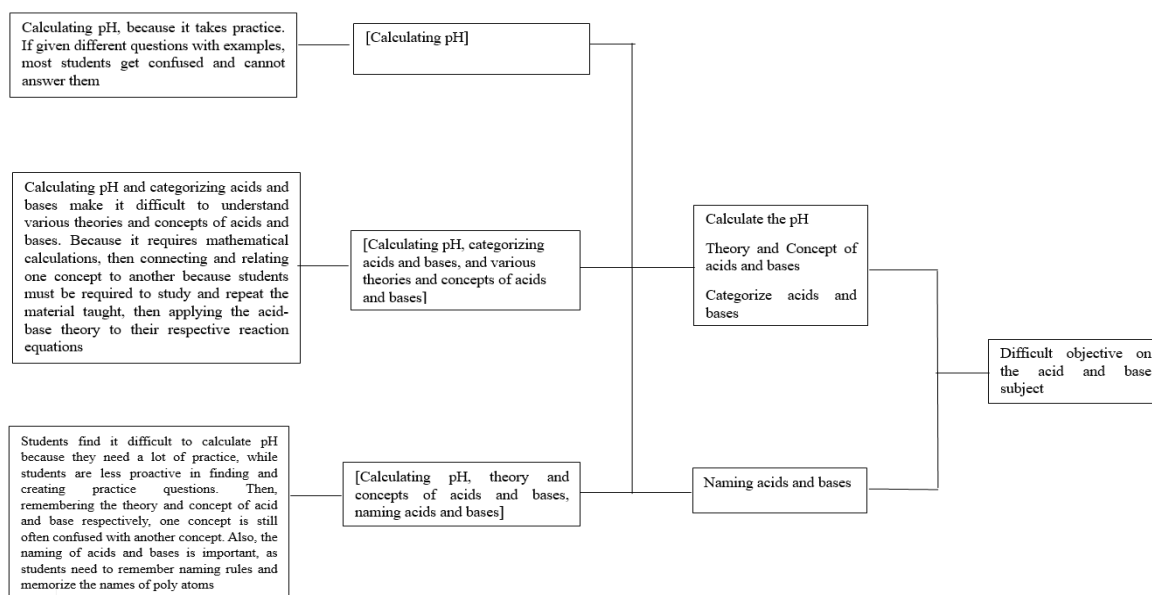 Calculating pH, because it takes practice.
If given different questions with examples,
most students get confused and cannot
answer them
[Calculating pH]
Calculating pH and categorizing acids and
bases make it difficult to understand
various theories and concepts of acids and
bases. Because it requires mathematical
calculations, then connecting and relating
one concept to another because students
must be required to study and repeat the
material taught, then applying the acid-
base theory to their respective reaction
equations
[Calculating pH, categorizing
acids and bases, and various
theories and concepts of acids
and bases]
Calculate the pH
Theory and Concept of
acids and bases
Categorize acids and
bases
Difficult objective on
the acid and base
subject
Students find it difficult to calculate pH
because they need a lot of practice, while
students are less proactive in finding and
creating practice questions. Then,
remembering the theory and concept of acid
and base respectively, one concept is still
often confused with another concept. Also, the
naming of acids and bases is important, as
students need to remember naming rules and
memorize the names of poly atoms
[Calculating pH, theory and
concepts of acids and bases,
naming acids and bases]
Naming acids and bases